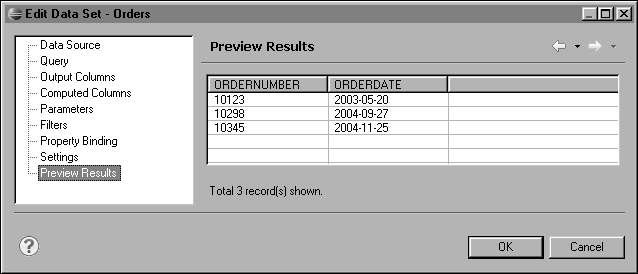 Edit Data Set - Orders
Data Source
Query
Output Columns
Computed Columns
Parameters
Filters
Property Binding
Settings
Preview Results
Preview Results
ORDERNUMBER ORDERDATE
10123 2003-05-20
10298 2004-09-27
10345 2004-11-25
Total 3 record(s) shown.
?
OK Cancel